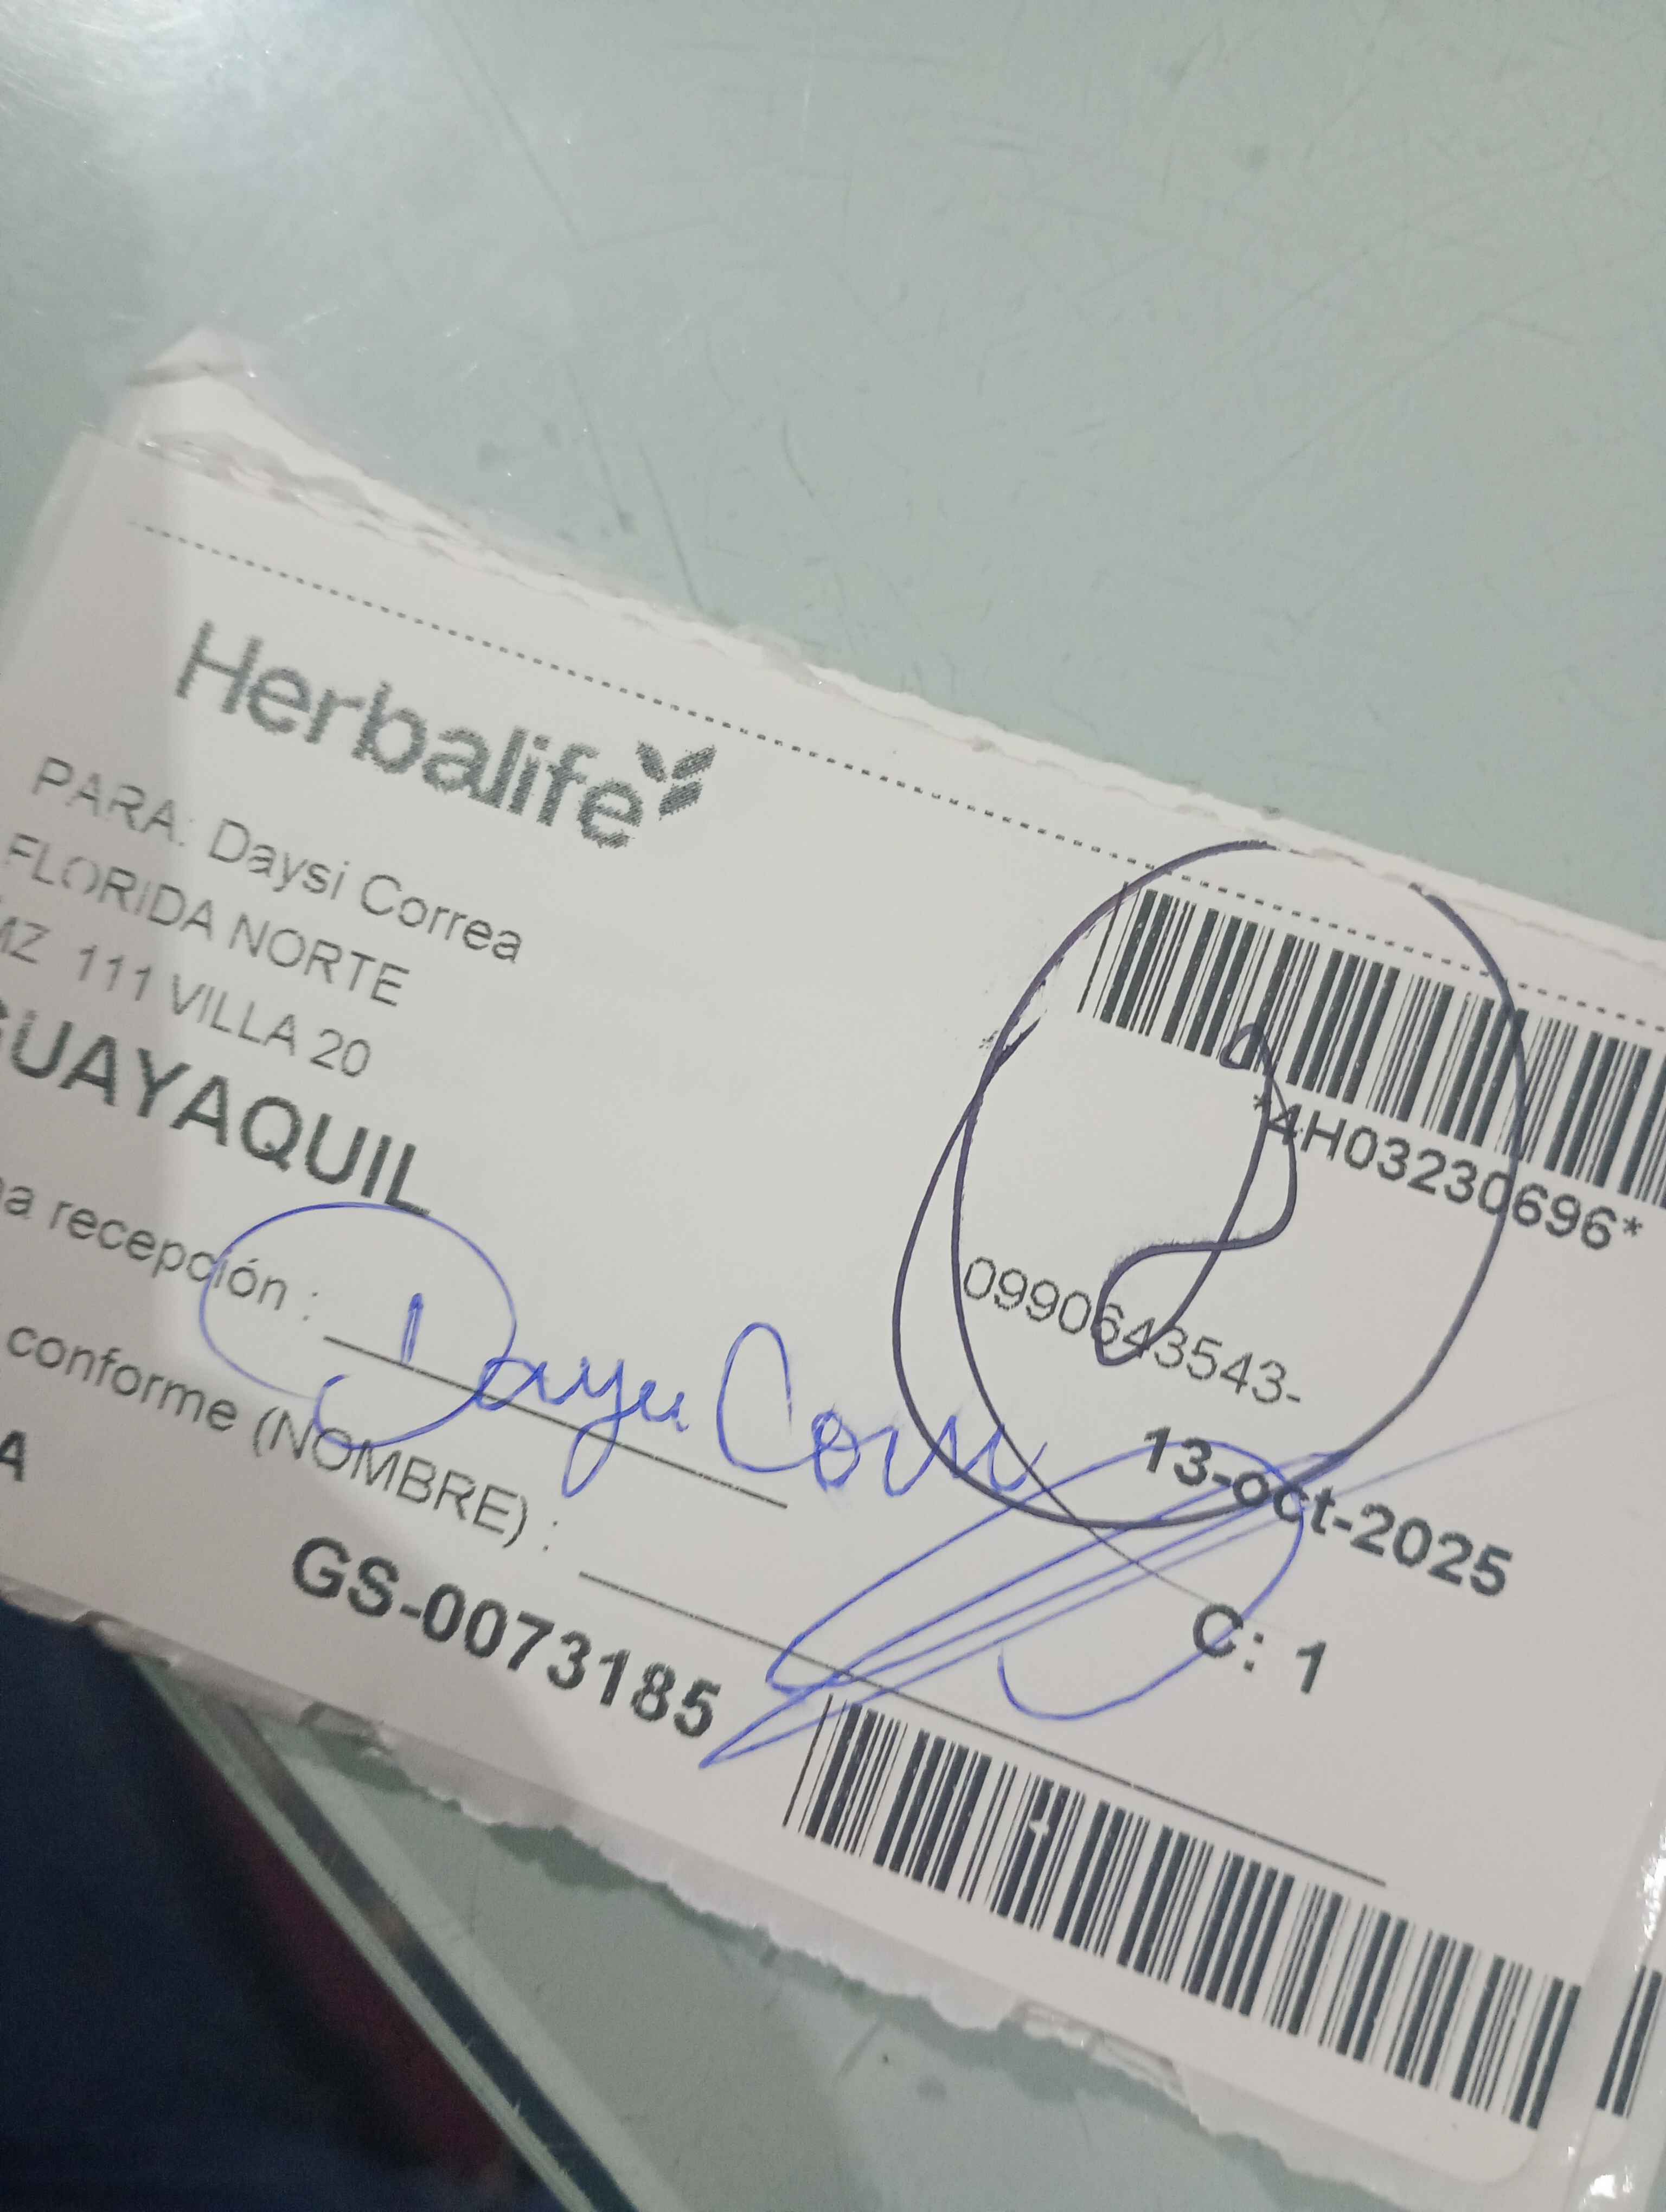 Herbalife
PARA: Daysi Correa
FLORIDA NORTE
MZ 111 VILLA 20
GUAYAQUIL
*4H03230696*
0990643543-
recepción :
13-oct-2025
conforme (NOMBRE) :
C: 1
A
GS-0073185